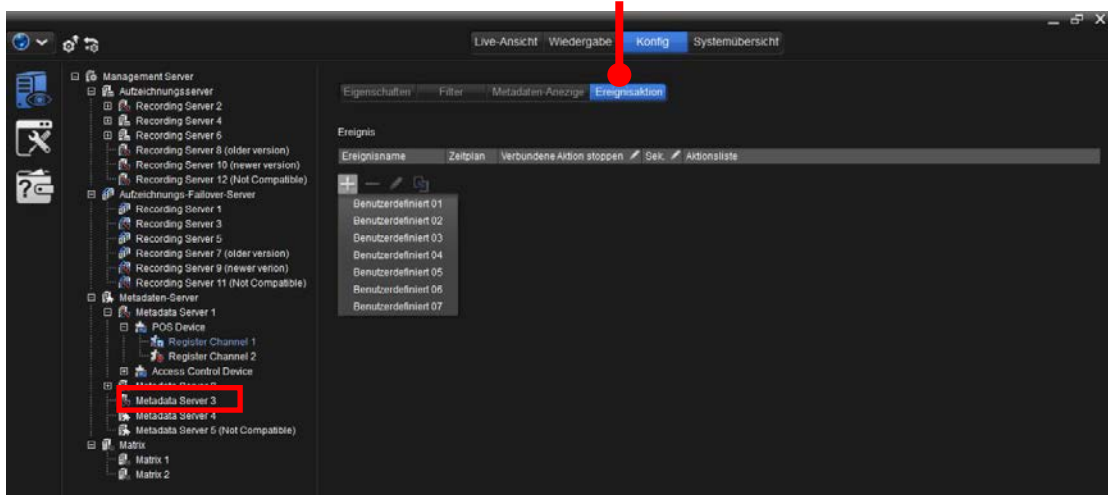 Live-Ansicht Wiedergabe Konfig Systemübersicht
Management Server
Aufzeichnungsserver
Recording Server 2
Recording Server 4
Recording Server 6
Recording Server 8 (older version)
Recording Server 10 (newer version)
Recording Server 12 (Not Compatible)
Aufzeichnungs-Failover-Server
Recording Server 1
Recording Server 3
Recording Server 5
Recording Server 7 (older version)
Recording Server 9 (newer verion)
Recording Server 11 (Not Compatible)
Metadaten-Server
Metadata Server 1
POS Device
Register Channel 1
Register Channel 2
Access Control Device
Metadata Server 3
Metadata Server 4
Metadata Server 5 (Not Compatible)
Matrix
Matrix 1
Matrix 2
Eigenschaften Filter Metadaten-Anezige Ereignisaktion
Ereignis
Ereignisname Zeitplan Verbundene Aktion stoppen Sek. Aktionsliste
Benutzerdefiniert 01
Benutzerdefiniert 02
Benutzerdefiniert 03
Benutzerdefiniert 04
Benutzerdefiniert 05
Benutzerdefiniert 06
Benutzerdefiniert 07